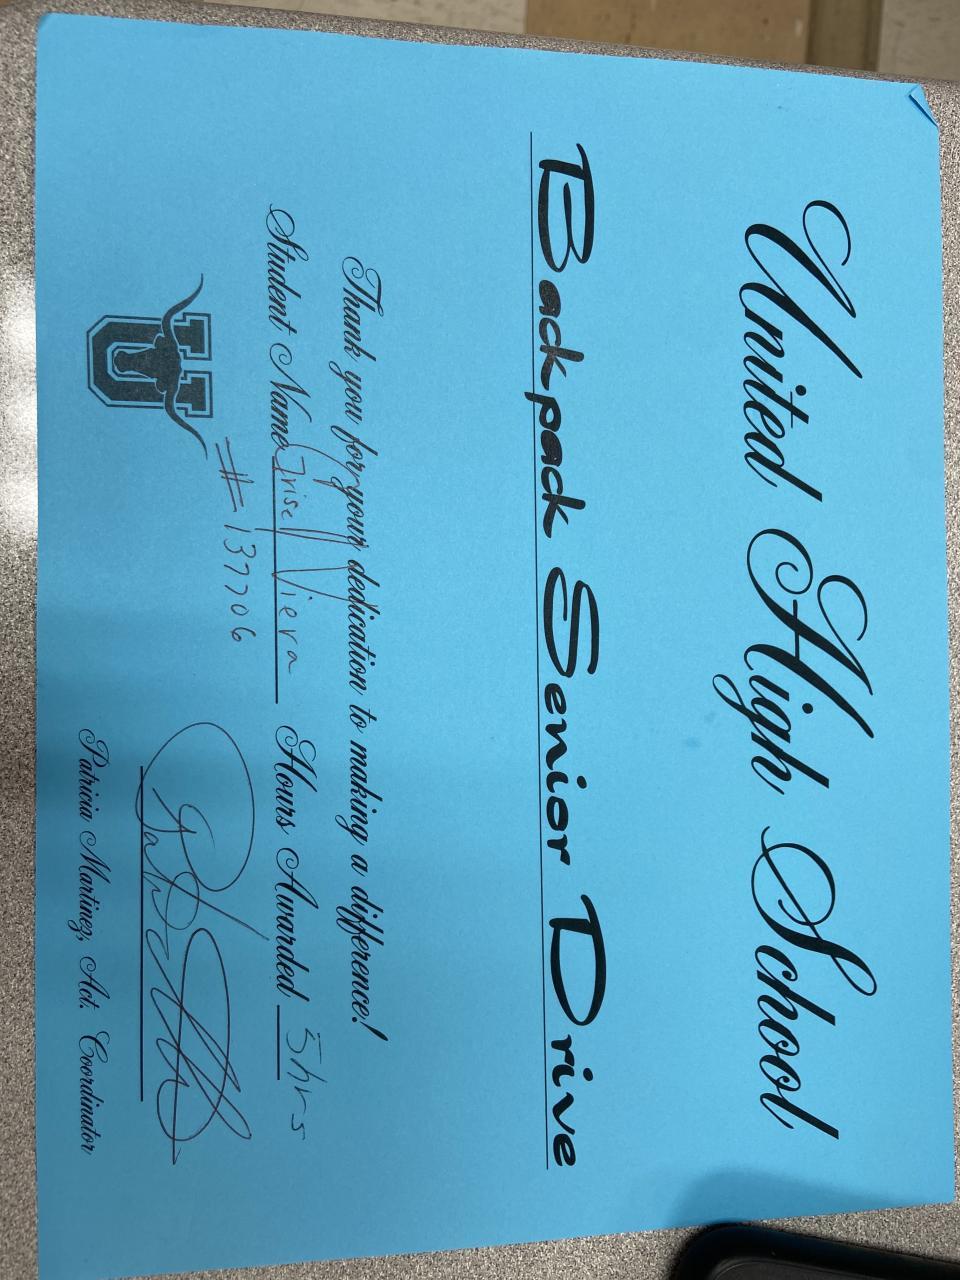 United High School
Backpack Senior Drive
Thank you for your dedication to making a difference!
Student Name Irisel Viera Hours Awarded 5hrs
#137706
U
Patricia Martinez, Act. Coordinator